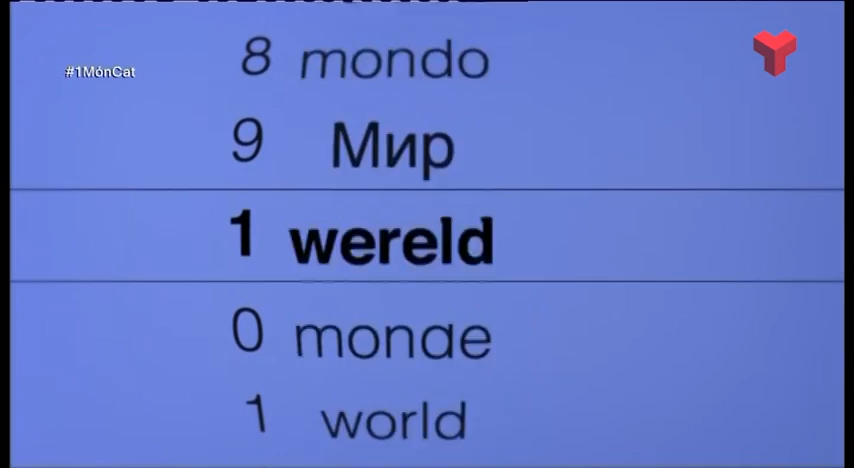 #1MónCat
8 mondo
9 Мир
1 wereld
0 monde
1 world